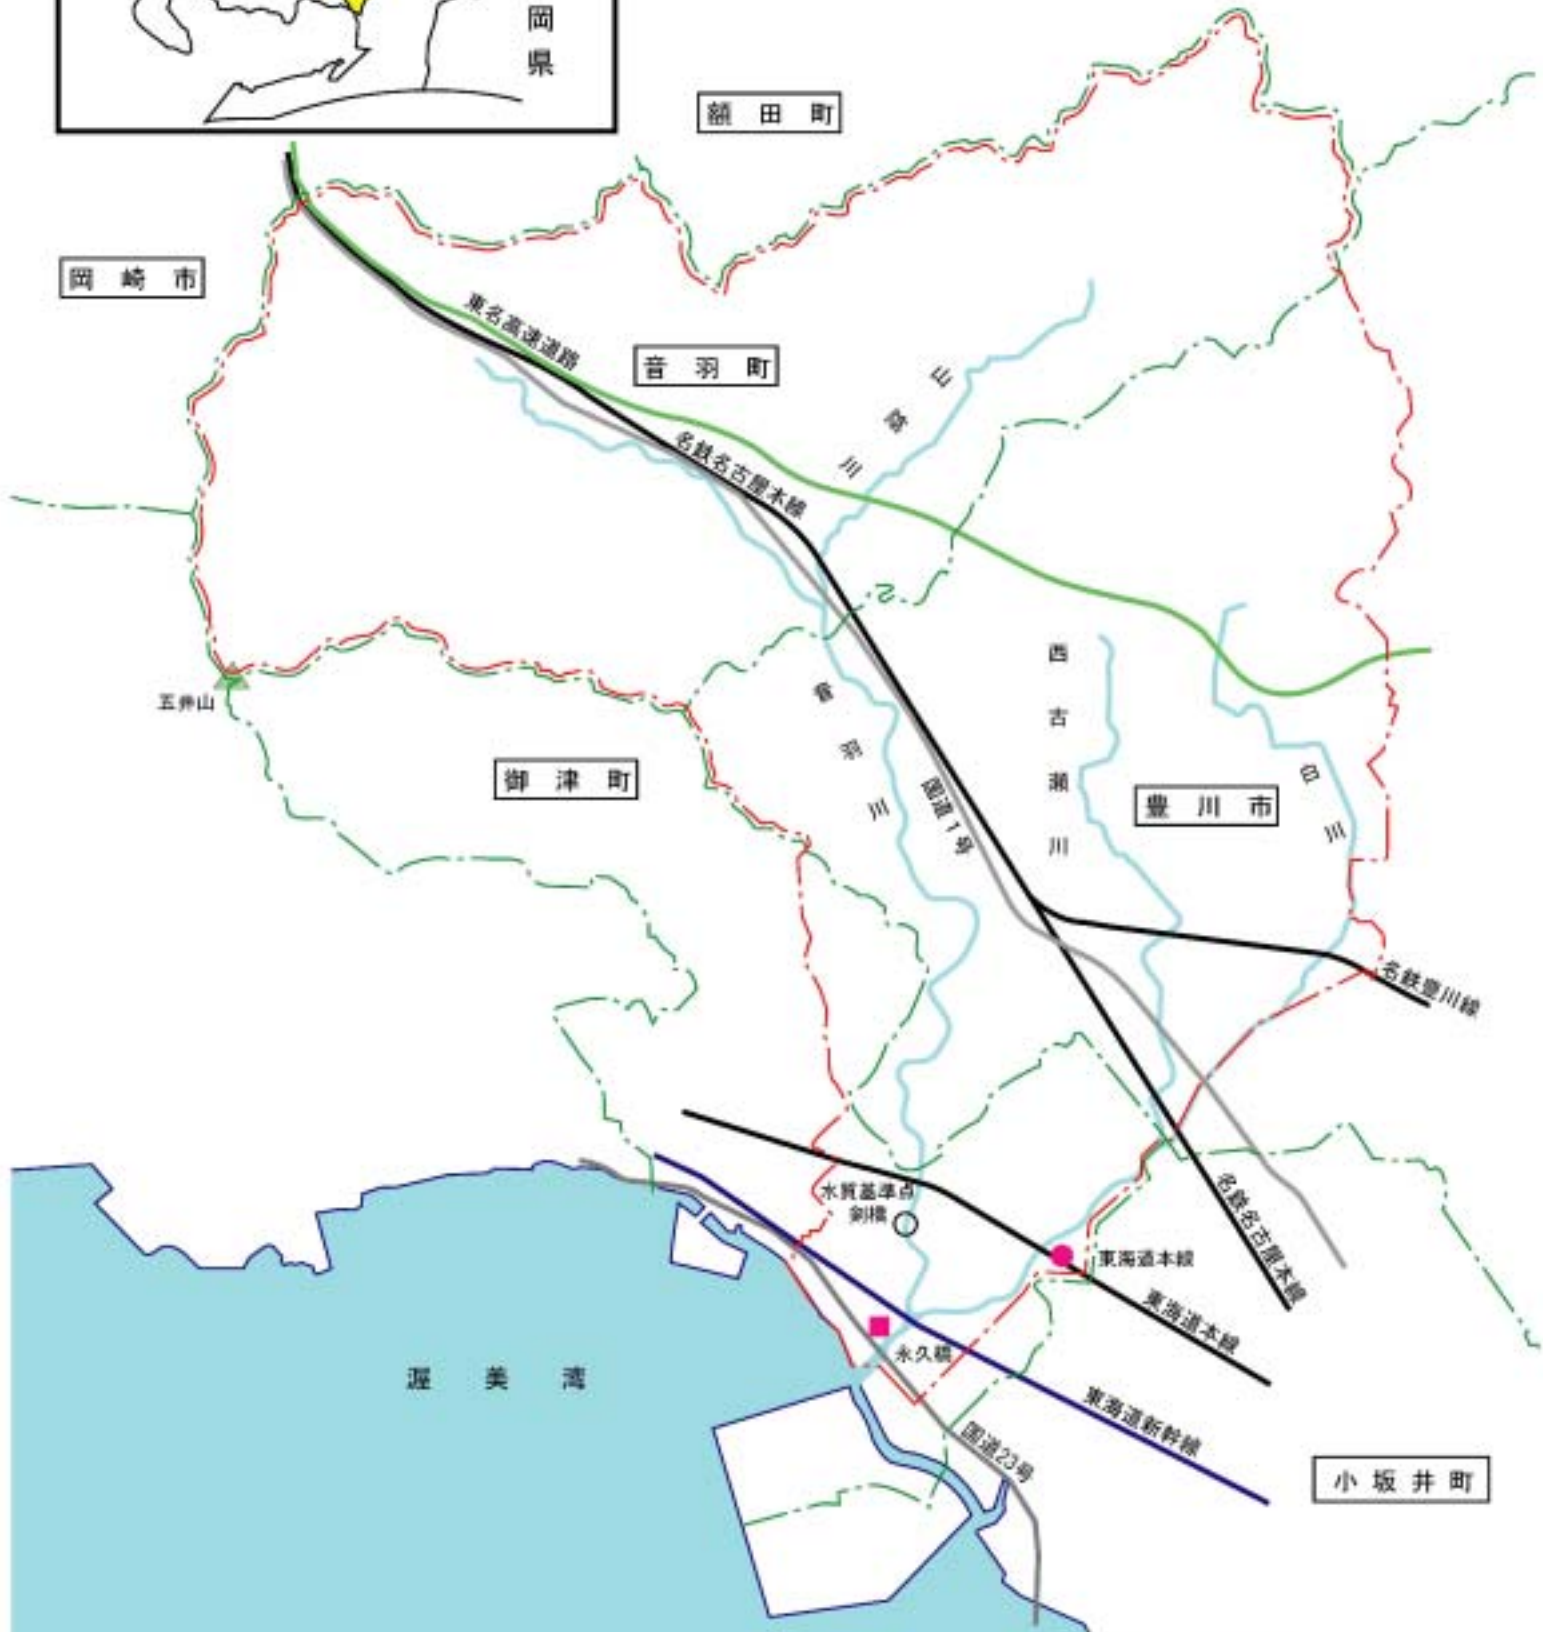 岡県
額田町
岡崎市
東名高速道路
音羽町
山陰川
名鉄名古屋本線
五井山
西古瀬川
音羽川
御津町
国道1号
豊川市
白川
名鉄豊川線
水質基準点
剣橋
名鉄名古屋本線
東海道本線
東海道本線
永久橋
渥美湾
東海道新幹線
国道23号
小坂井町